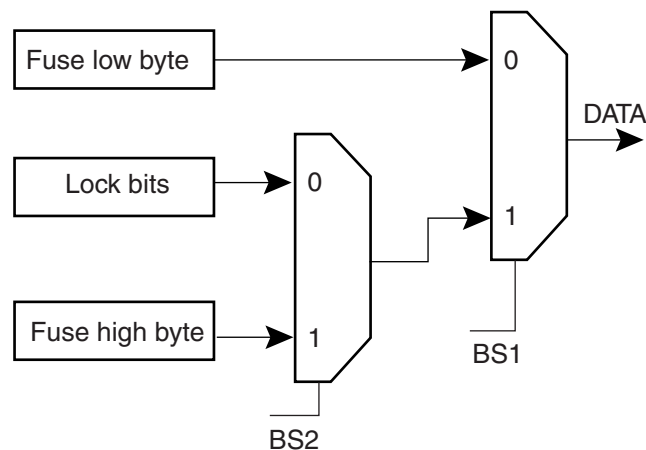 Fuse low byte
0
DATA
Lock bits
0
1
Fuse high byte
1
BS1
BS2